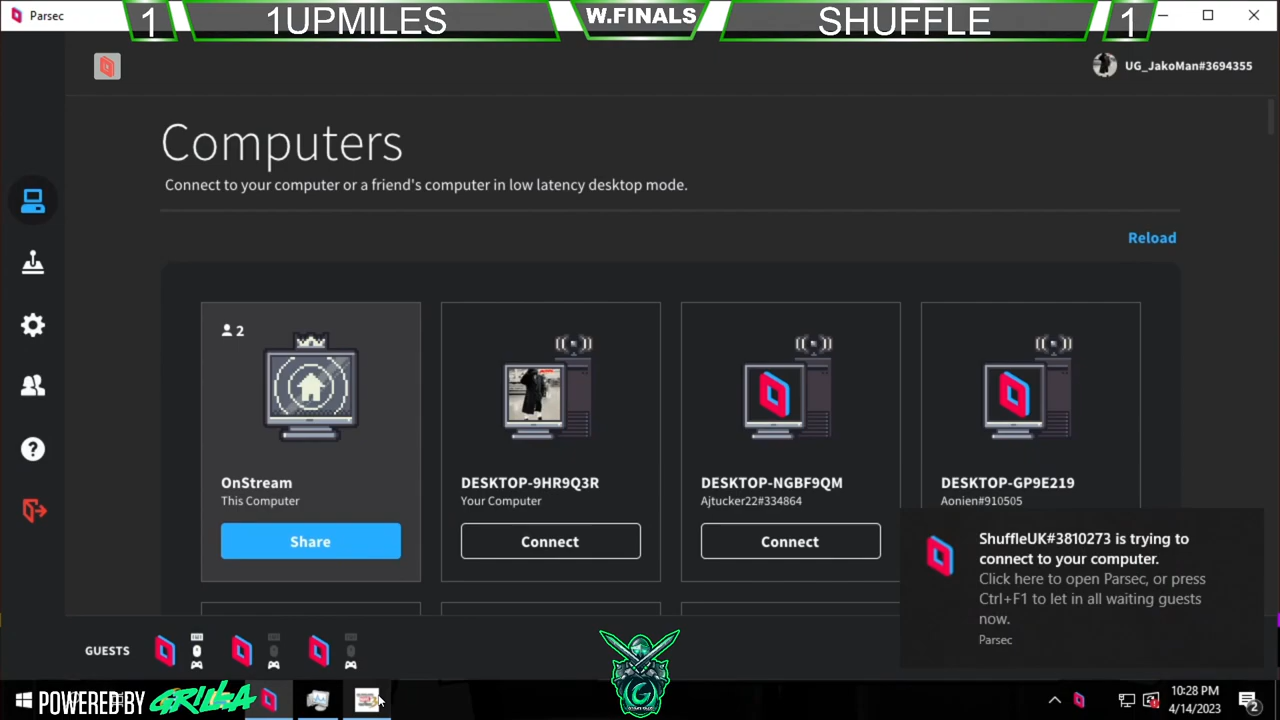 Parsec
1
1UPMILES
W.FINALS
SHUFFLE
1
UG_JakoMan#3694355
Computers
Connect to your computer or a friend's computer in low latency desktop mode.
Reload
2
OnStream
This Computer
Share
DESKTOP-9HR9Q3R
Your Computer
Connect
DESKTOP-NGBF9QM
Ajtucker22#334864
Connect
DESKTOP-GP9E219
Aonien#910505
ShuffleUK#3810273 is trying to
connect to your computer.
Click here to open Parsec, or press
Ctrl+F1 to let in all waiting guests
now.
Parsec
GUESTS
POWERED BY GRILLA
G
10:28 PM
4/14/2023
2